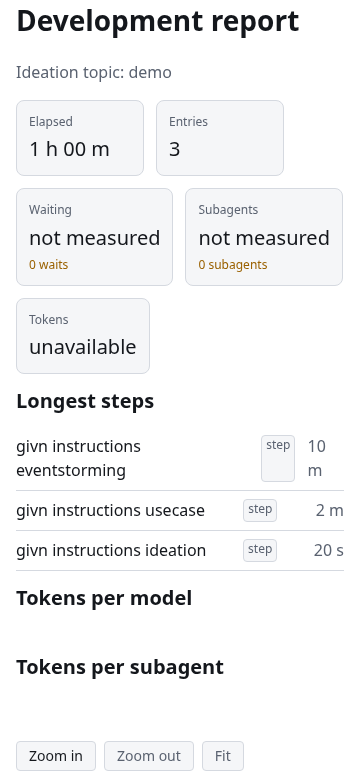 Development report
Ideation topic: demo
Elapsed
1 h 00 m
Entries
3
Waiting
not measured
0 waits
Subagents
not measured
0 subagents
Tokens
unavailable
Longest steps
givn instructions eventstorming
step
10 m
givn instructions usecase
step
2 m
givn instructions ideation
step
20 s
Tokens per model
Tokens per subagent
Zoom in
Zoom out
Fit